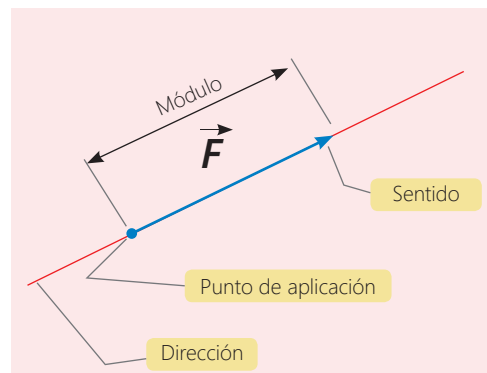 Módulo
F
Sentido
Punto de aplicación
Dirección